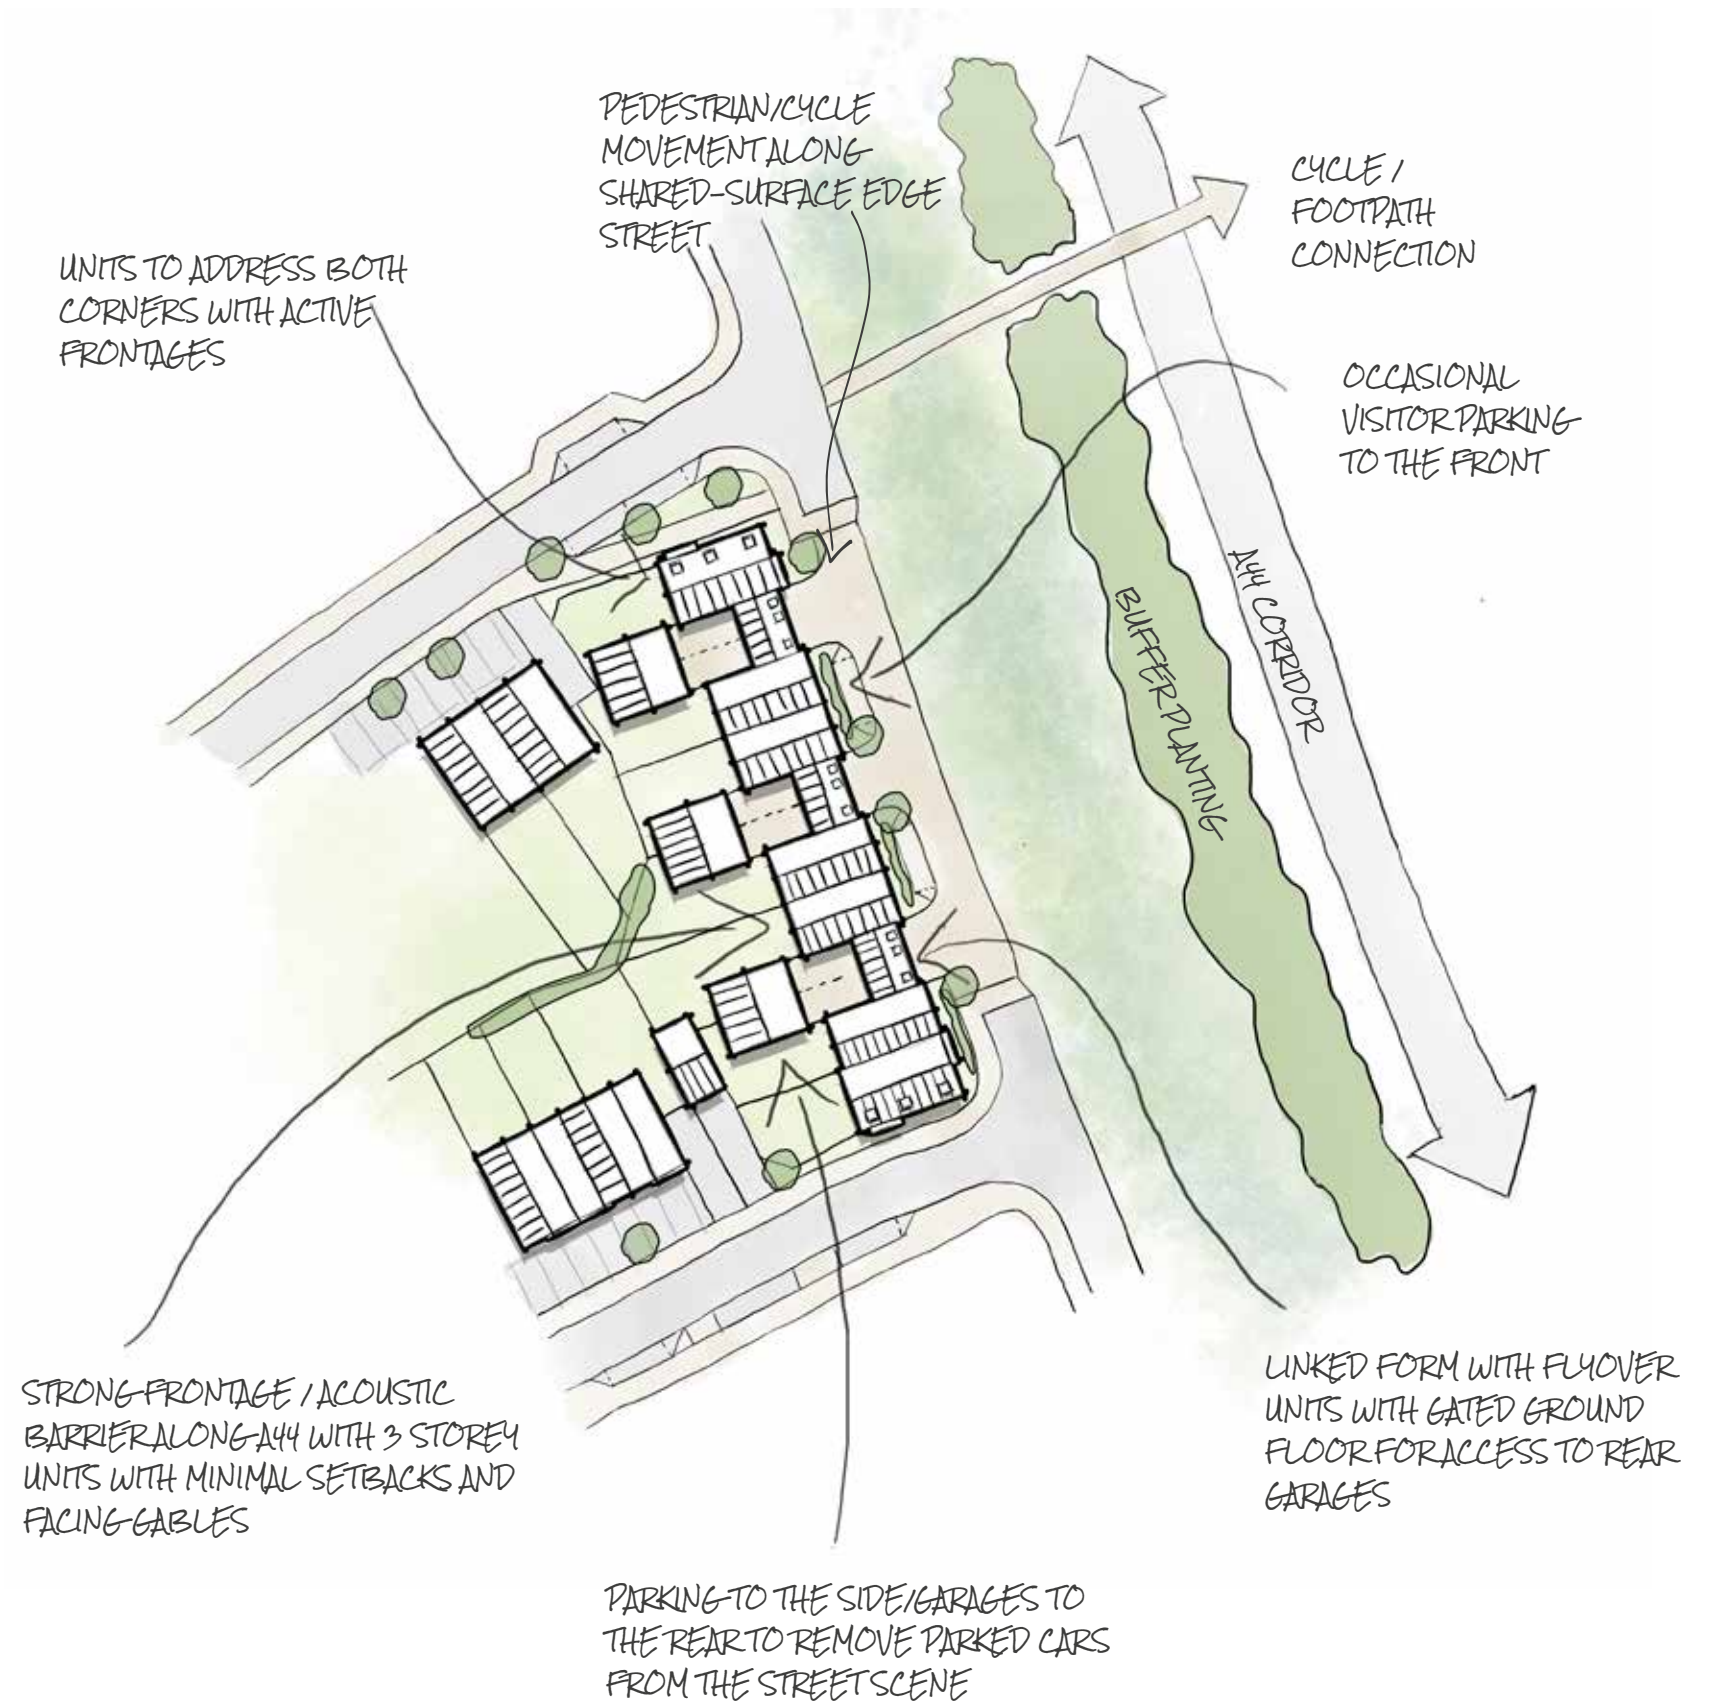 PEDESTRIAN/CYCLE
MOVEMENT ALONG
SHARED-SURFACE EDGE
STREET
CYCLE /
FOOTPATH
CONNECTION
UNITS TO ADDRESS BOTH
CORNERS WITH ACTIVE
FRONTAGES
OCCASIONAL
VISITOR PARKING
TO THE FRONT
A44 CORRIDOR
BUFFER PLANTING
STRONG FRONTAGE / ACOUSTIC
BARRIER ALONG A44 WITH 3 STOREY
UNITS WITH MINIMAL SETBACKS AND
FACING GABLES
LINKED FORM WITH FLYOVER
UNITS WITH GATED GROUND
FLOOR FOR ACCESS TO REAR
GARAGES
PARKING TO THE SIDE/GARAGES TO
THE REAR TO REMOVE PARKED CARS
FROM THE STREET SCENE